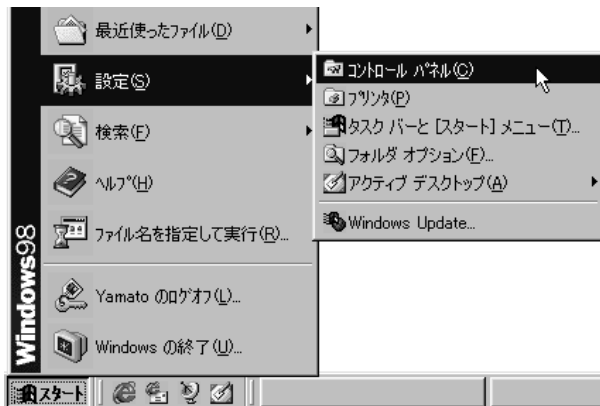 最近使ったファイル(D)
設定(S)
検索(F)
ヘルプ(H)
ファイル名を指定して実行(R)...
Yamato のログオフ(L)...
Windows の終了(U)...
Windows98
コントロール パネル(C)
プリンタ(P)
タスク バーと [スタート] メニュー(T)...
フォルダ オプション(F)...
アクティブ デスクトップ(A)
Windows Update...
スタート